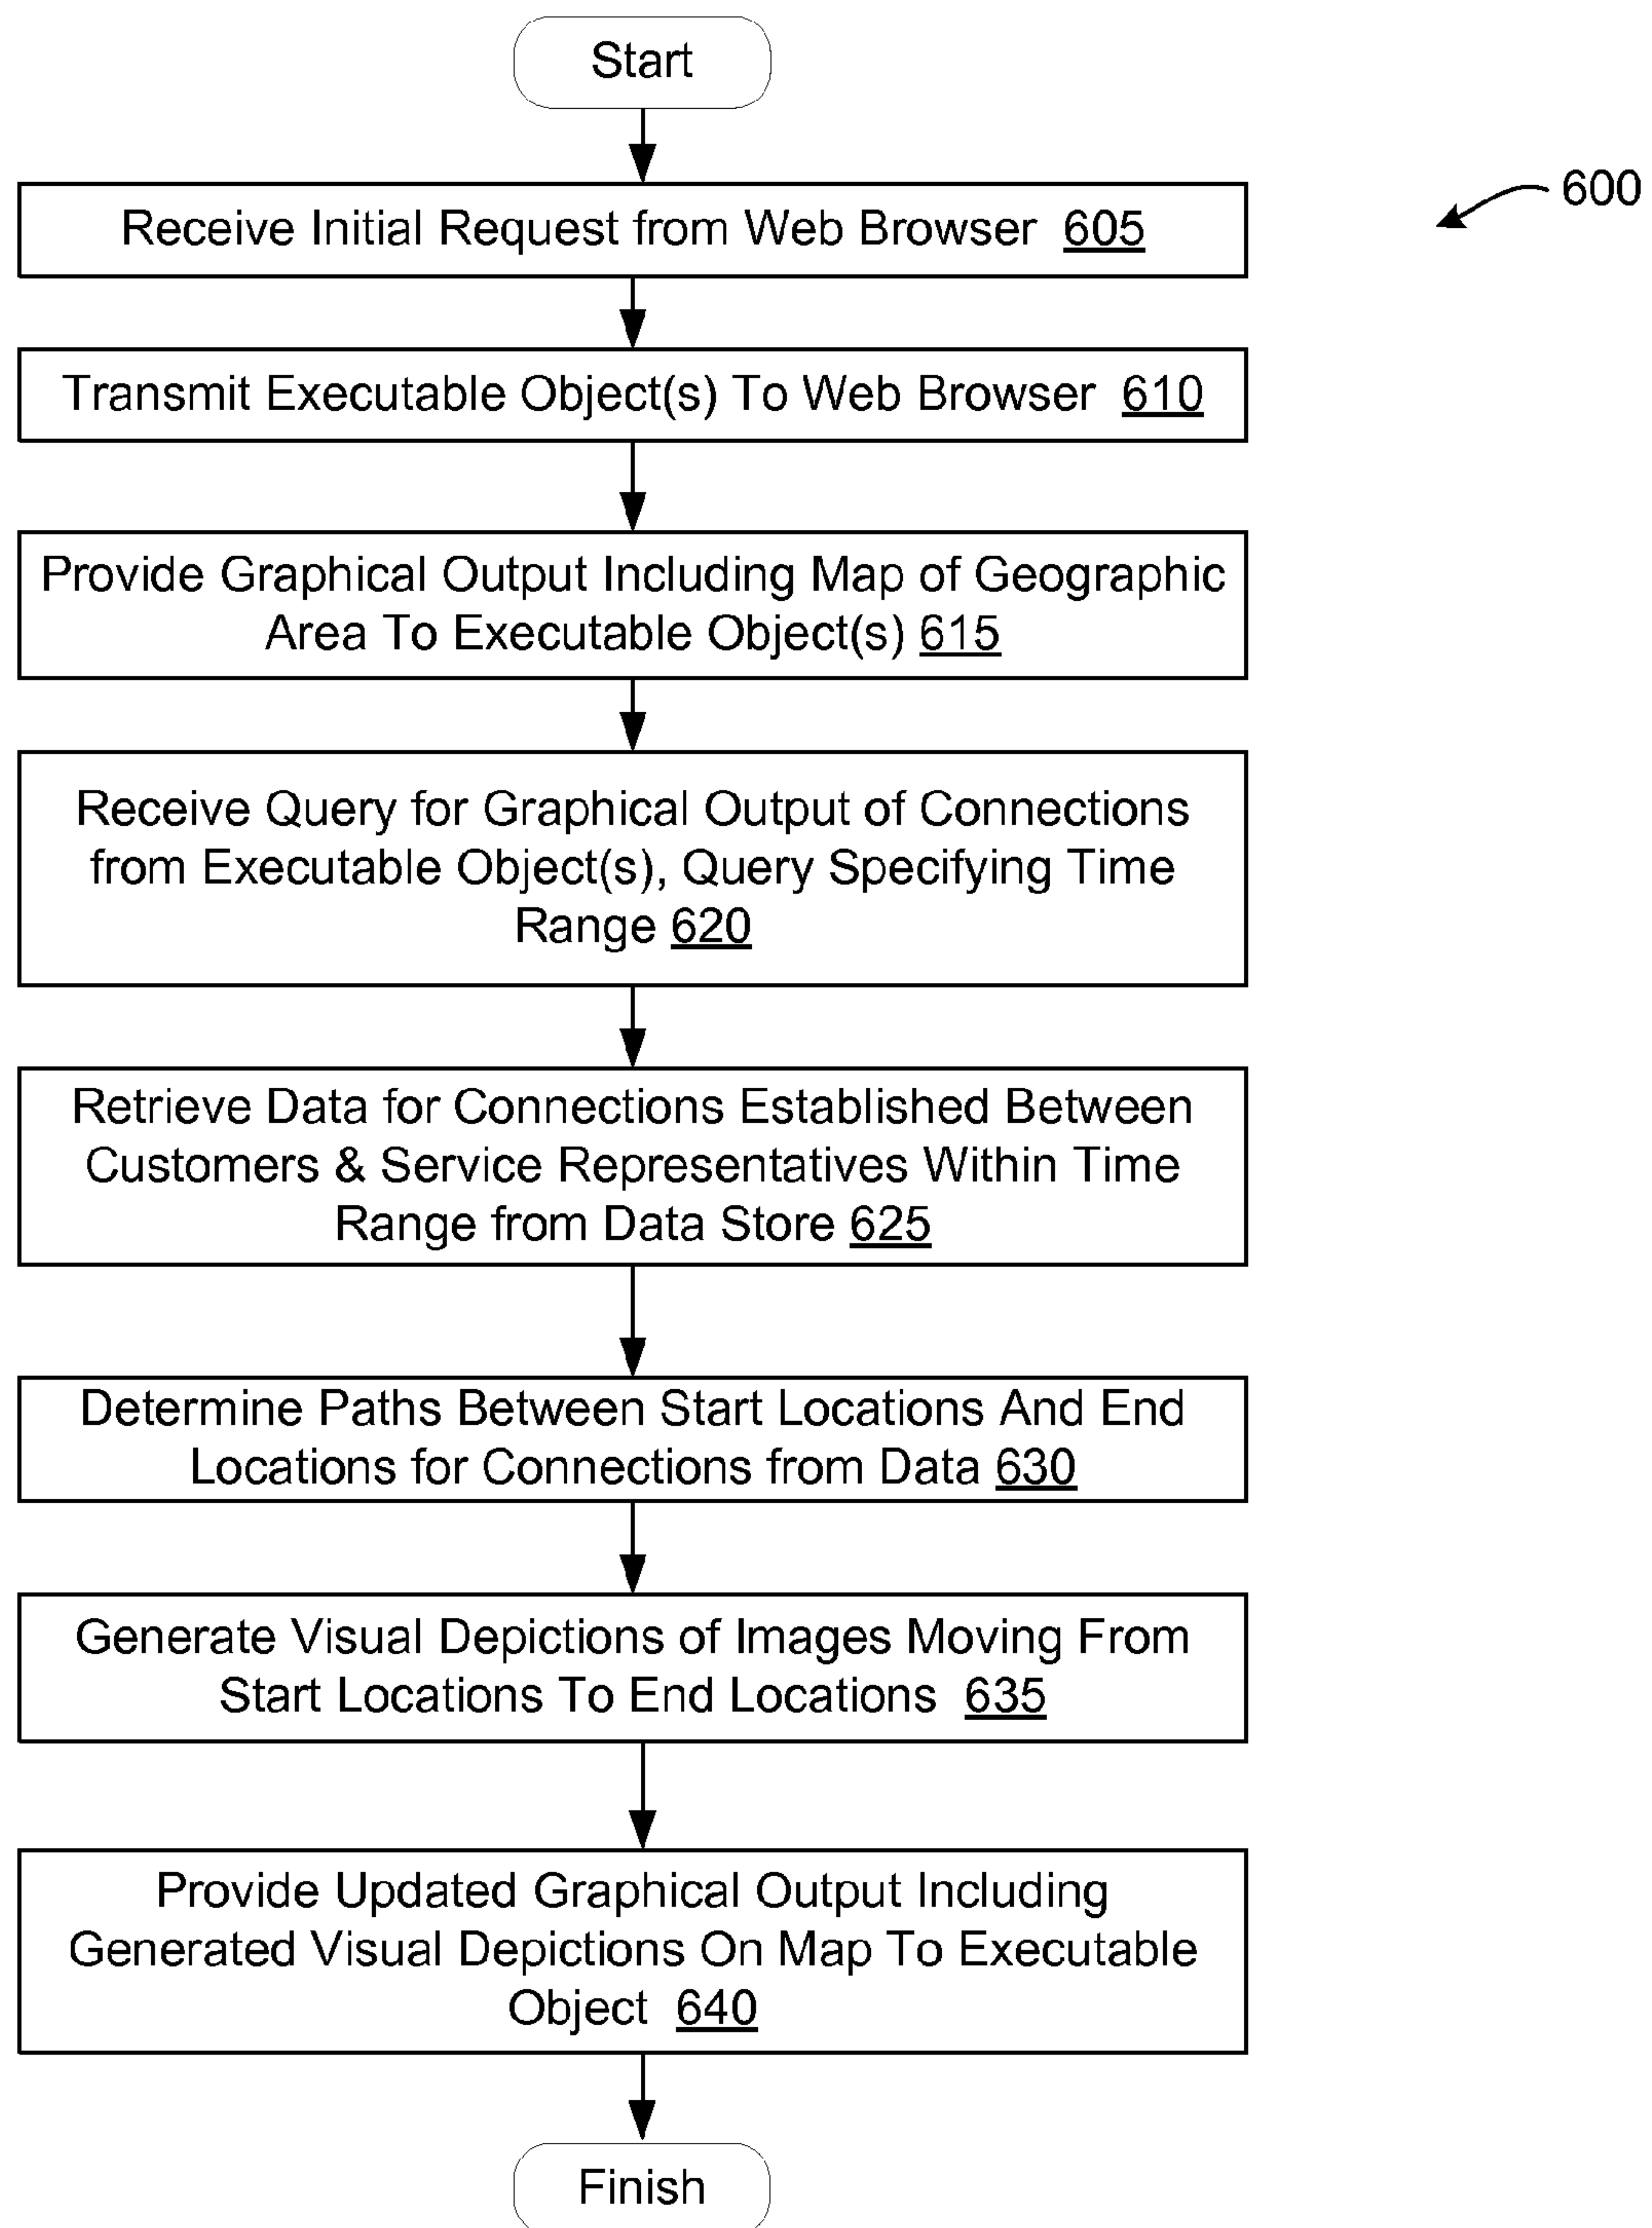 Start
600
Receive Initial Request from Web Browser 605
Transmit Executable Object(s) To Web Browser 610
Provide Graphical Output Including Map of Geographic
Area To Executable Object(s) 615
Receive Query for Graphical Output of Connections
from Executable Object(s), Query Specifying Time
Range 620
Retrieve Data for Connections Established Between
Customers & Service Representatives Within Time
Range from Data Store 625
Determine Paths Between Start Locations And End
Locations for Connections from Data 630
Generate Visual Depictions of Images Moving From
Start Locations To End Locations 635
Provide Updated Graphical Output Including
Generated Visual Depictions On Map To Executable
Object 640
Finish